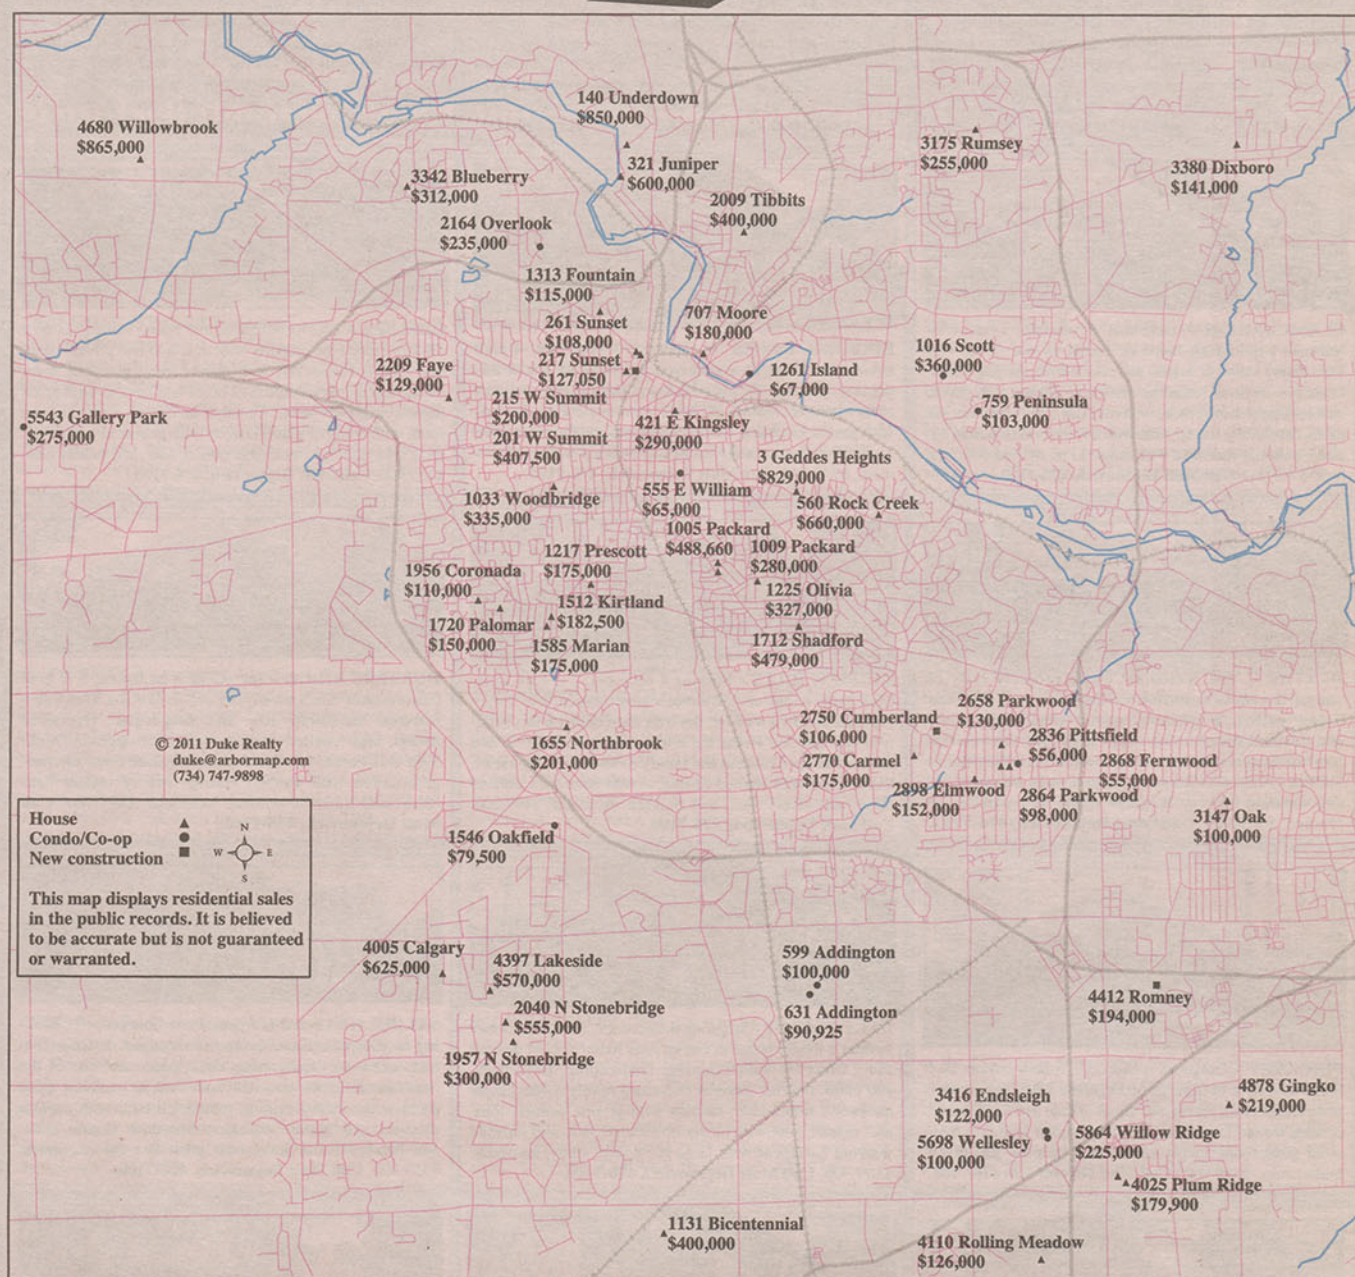 140 Underdown
$850,000
4680 Willowbrook
$865,000
3175 Rumsey
$255,000
321 Juniper
$600,000
3380 Dixboro
$141,000
3342 Blueberry
$312,000
2009 Tibbits
$400,000
2164 Overlook
$235,000
1313 Fountain
$115,000
261 Sunset
$108,000
707 Moore
$180,000
217 Sunset
$127,050
1016 Scott
$360,000
2209 Faye
$129,000
1261 Island
$67,000
215 W Summit
$200,000
759 Peninsula
$103,000
5543 Gallery Park
$275,000
421 E Kingsley
$290,000
201 W Summit
$407,500
3 Geddes Heights
$829,000
1033 Woodbridge
$335,000
555 E William
$65,000
560 Rock Creek
$660,000
1005 Packard
$488,660
1009 Packard
$280,000
1217 Prescott
$175,000
1956 Coronada
$110,000
1225 Olivia
$327,000
1512 Kirtland
$182,500
1720 Palomar
$150,000
1585 Marian
$175,000
1712 Shadford
$479,000
2658 Parkwood
$130,000
2750 Cumberland
$106,000
2836 Pittsfield
$56,000
1655 Northbrook
$201,000
2770 Carmel
$175,000
2868 Fernwood
$55,000
2898 Elmwood
$152,000
2864 Parkwood
$98,000
3147 Oak
$100,000
© 2011 Duke Realty
duke@arbormap.com
(734) 747-9898
House
Condo/Co-op
New construction
N
W E
S
This map displays residential sales
in the public records. It is believed
to be accurate but is not guaranteed
or warranted.
1546 Oakfield
$79,500
4005 Calgary
$625,000
4397 Lakeside
$570,000
599 Addington
$100,000
631 Addington
$90,925
4412 Romney
$194,000
2040 N Stonebridge
$555,000
1957 N Stonebridge
$300,000
4878 Gingko
$219,000
3416 Endsleigh
$122,000
5698 Wellesley
$100,000
5864 Willow Ridge
$225,000
4025 Plum Ridge
$179,900
1131 Bicentennial
$400,000
4110 Rolling Meadow
$126,000